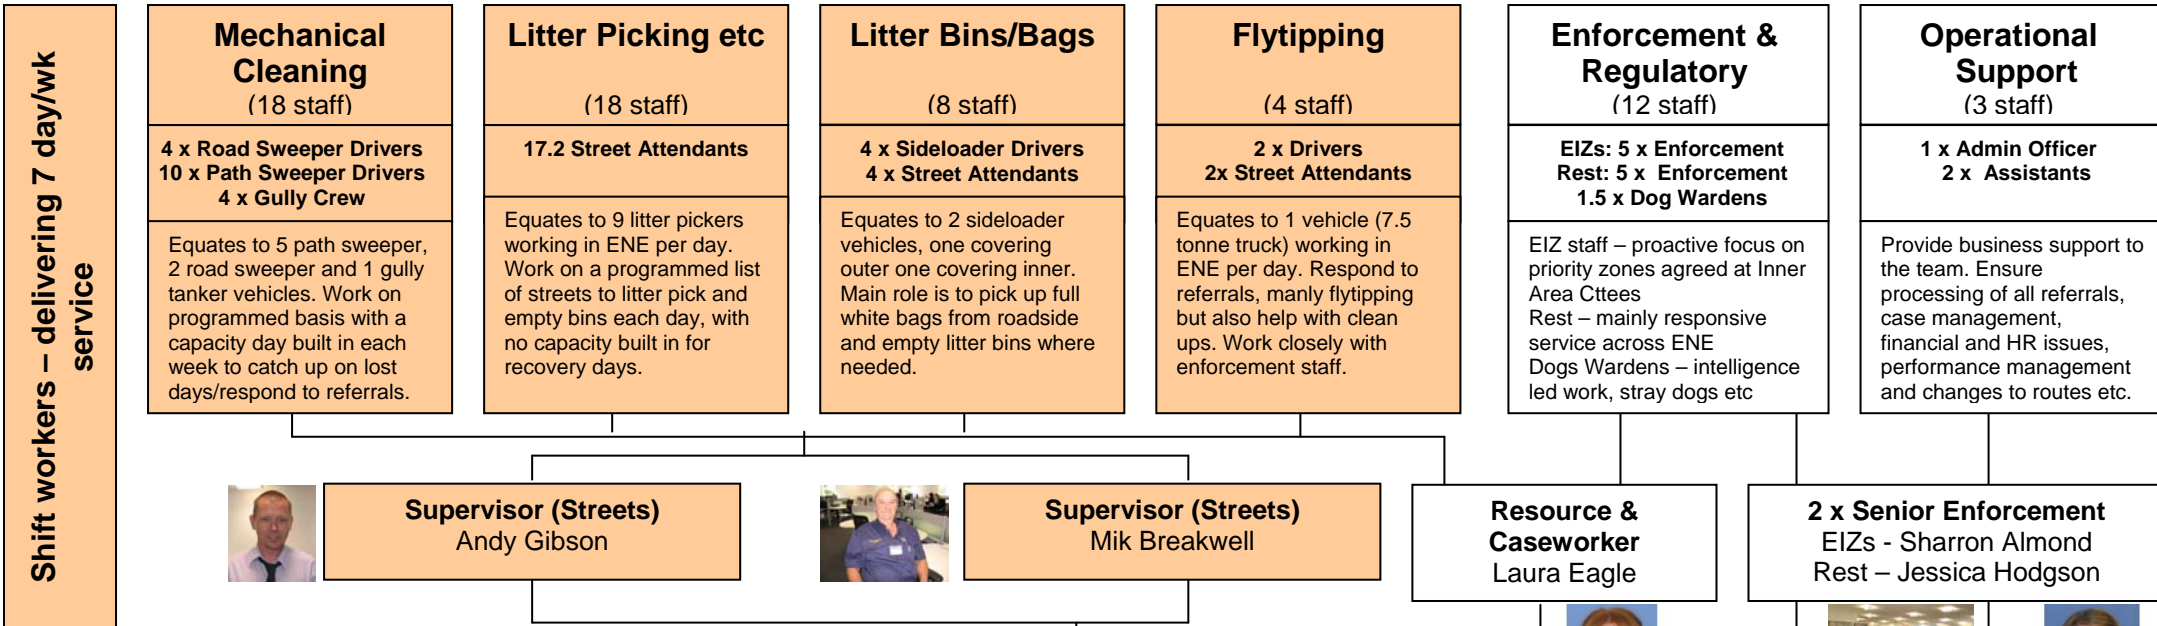 Shift workers – delivering 7 day/wk
service
Mechanical
Cleaning
(18 staff)
4 x Road Sweeper Drivers
10 x Path Sweeper Drivers
4 x Gully Crew
Equates to 5 path sweeper,
2 road sweeper and 1 gully
tanker vehicles. Work on
programmed basis with a
capacity day built in each
week to catch up on lost
days/respond to referrals.
Litter Picking etc
(18 staff)
17.2 Street Attendants
Equates to 9 litter pickers
working in ENE per day.
Work on a programmed list
of streets to litter pick and
empty bins each day, with
no capacity built in for
recovery days.
Litter Bins/Bags
(8 staff)
4 x Sideloader Drivers
4 x Street Attendants
Equates to 2 sideloader
vehicles, one covering
outer one covering inner.
Main role is to pick up full
white bags from roadside
and empty litter bins where
needed.
Flytipping
(4 staff)
2 x Drivers
2x Street Attendants
Equates to 1 vehicle (7.5
tonne truck) working in
ENE per day. Respond to
referrals, manly flytipping
but also help with clean
ups. Work closely with
enforcement staff.
Enforcement &
Regulatory
(12 staff)
EIZs: 5 x Enforcement
Rest: 5 x  Enforcement
1.5 x Dog Wardens
EIZ staff – proactive focus on
priority zones agreed at Inner
Area Cttees
Rest – mainly responsive
service across ENE
Dogs Wardens – intelligence
led work, stray dogs etc
Operational
Support
(3 staff)
1 x Admin Officer
2 x  Assistants
Provide business support to
the team. Ensure
processing of all referrals,
case management,
financial and HR issues,
performance management
and changes to routes etc.
Supervisor (Streets)
Andy Gibson
Supervisor (Streets)
Mik Breakwell
Resource &
Caseworker
Laura Eagle
2 x Senior Enforcement
EIZs - Sharron Almond
Rest – Jessica Hodgson